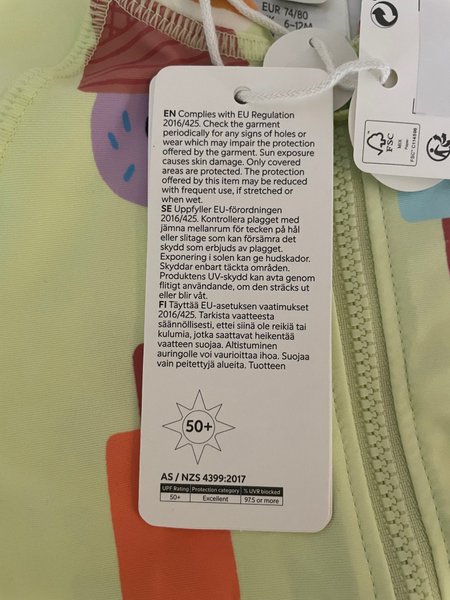 EUR 74/80
6-12M
FSC
MIX
EN Complies with EU Regulation
2016/425. Check the garment
periodically for any signs of holes or
wear which may impair the protection
offered by the garment. Sun exposure
causes skin damage. Only covered
areas are protected. The protection
offered by this item may be reduced
with frequent use, if stretched or
when wet.
SE Uppfyller EU-förordningen
2016/425. Kontrollera plagget med
jämna mellanrum för tecken på hål
eller slitage som kan försämra det
skydd som erbjuds av plagget.
Exponering i solen kan ge hudskador.
Skyddar enbart täckta områden.
Produktens UV-skydd kan avta genom
flitigt användande, om den sträcks ut
eller blir våt.
FI Täyttää EU-asetuksen vaatimukset
2016/425. Tarkista vaatteesta
säännöllisesti, ettei siinä ole reikiä tai
kulumia, jotka saattavat heikentää
vaatteen suojaa. Altistuminen
auringolle voi vaurioittaa ihoa. Suojaa
vain peitettyjä alueita. Tuotteen
50+
AS / NZS 4399:2017
UPF Rating Protection category % UVR blocked
50+ Excellent 97.5 or more